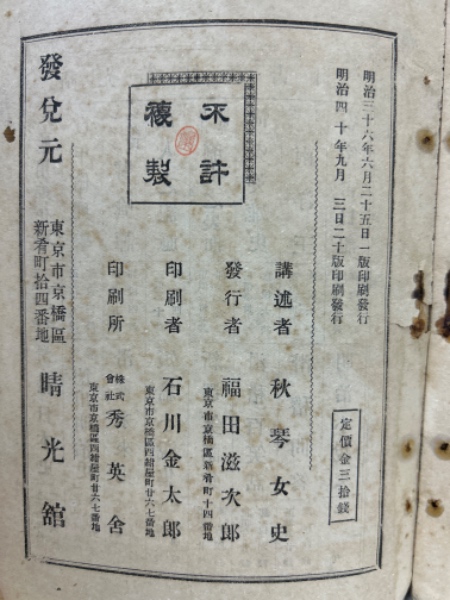 明治三十六年六月二十五日一版印刷發行
明治四十年九月三日二十版印刷發行
不許
複製
定價金三拾錢
講述者 秋琴女史
發行者 福田滋次郎
東京市京橋區新肴町十四番地
印刷者 石川金太郎
東京市京橋區西紺屋町廿六七番地
印刷所 株式會社 秀英舍
東京市京橋區西紺屋町廿六七番地
發兌元 東京市京橋區
新肴町拾四番地 晴光舘